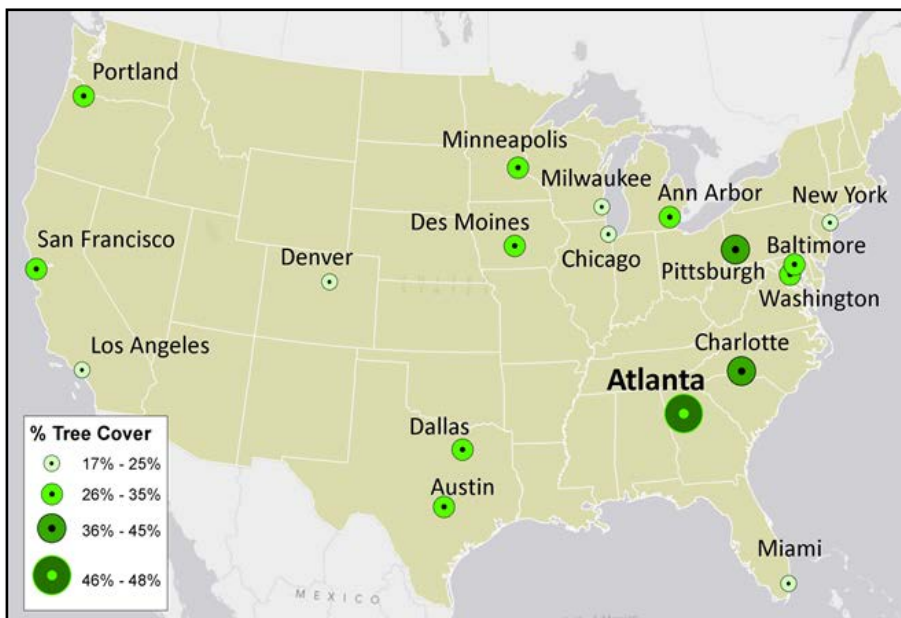 Portland
Minneapolis
Milwaukee
Ann Arbor
New York
Des Moines
San Francisco
Denver
Chicago
Pittsburgh
Baltimore
Washington
Los Angeles
Charlotte
Atlanta
Dallas
Austin
Miami
% Tree Cover
17% - 25%
26% - 35%
36% - 45%
46% - 48%
MEXICO